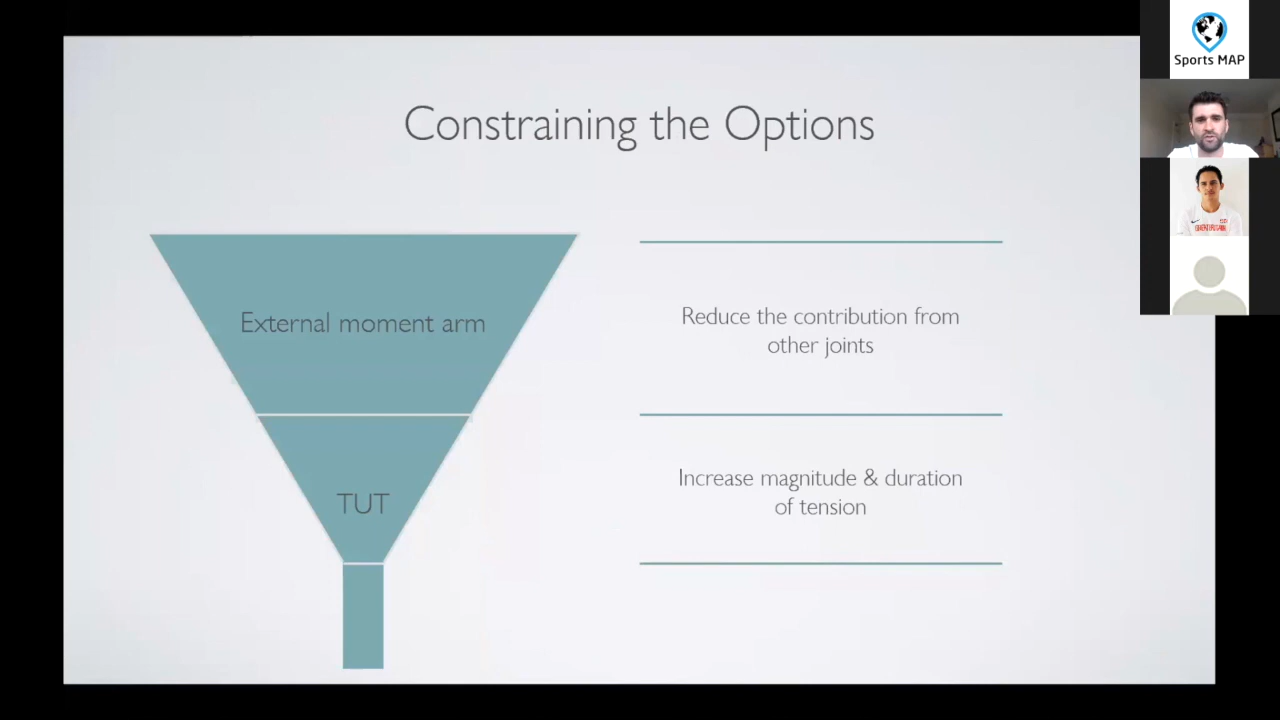 Constraining the Options
External moment arm
Reduce the contribution from
other joints
TUT
Increase magnitude & duration
of tension
Sports MAP